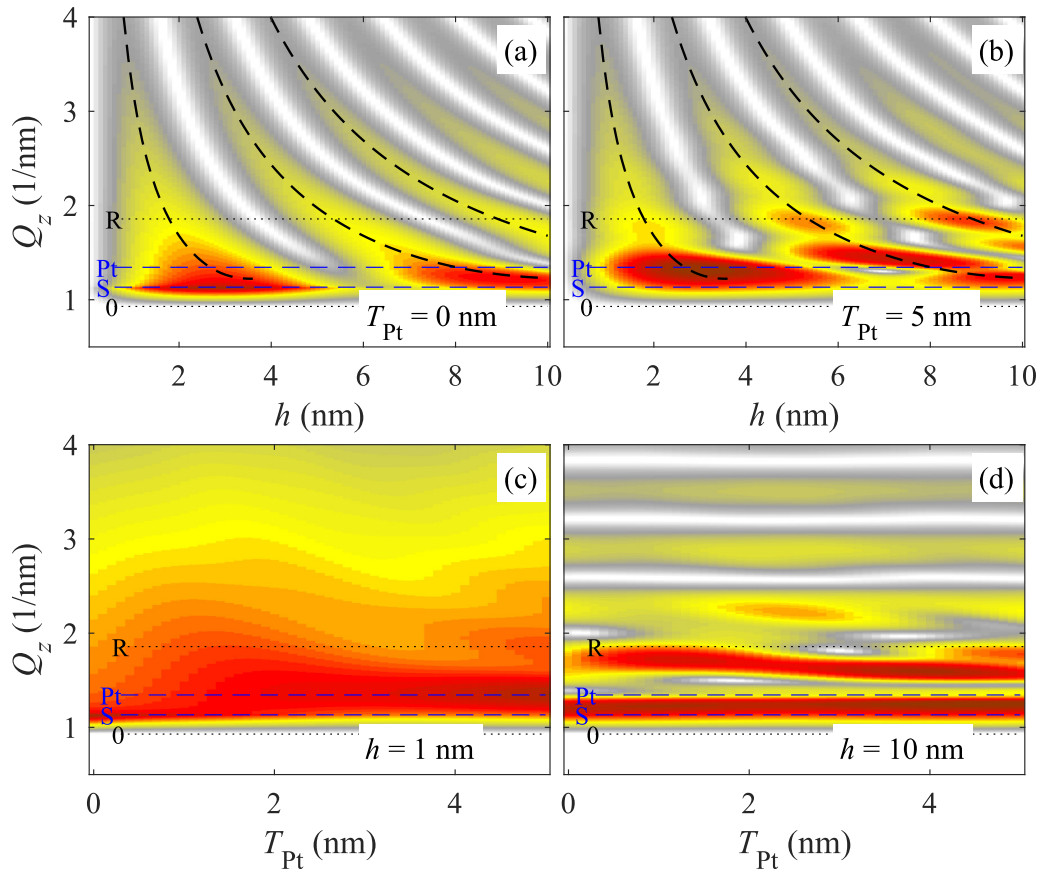 4
3
2
1
Q_z (1/nm)
(a)
R
Pt
S
0
T_Pt = 0 nm
2
4
6
8
10
h (nm)
(b)
R
Pt
S
0
T_Pt = 5 nm
2
4
6
8
10
h (nm)
4
3
2
1
Q_z (1/nm)
(c)
R
Pt
S
0
h = 1 nm
0
2
4
T_Pt (nm)
(d)
R
Pt
S
0
h = 10 nm
0
2
4
T_Pt (nm)